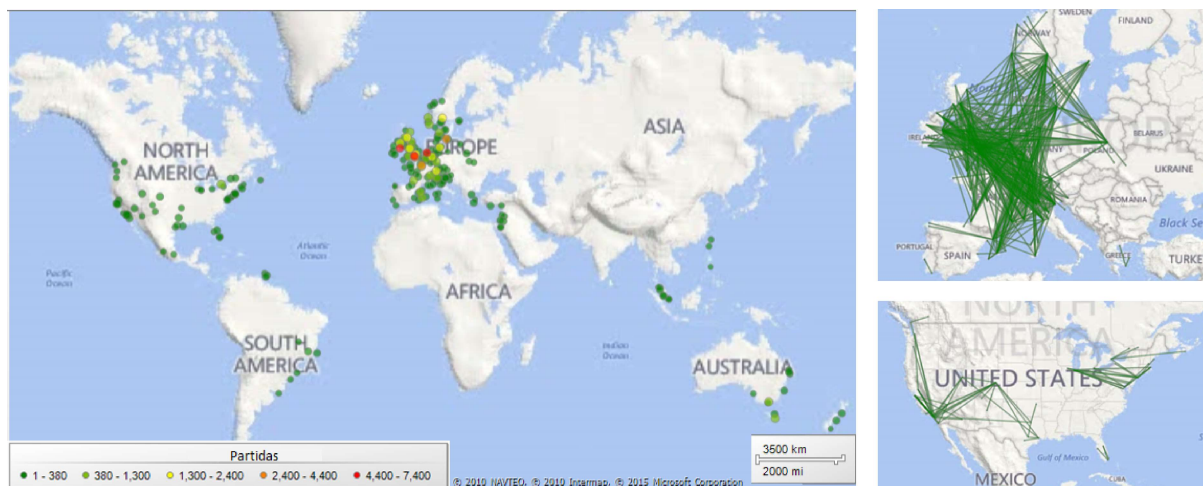 NORTH
AMERICA
EUROPE
ASIA
Atlantic
Ocean
Pacific
Ocean
AFRICA
SOUTH
AMERICA
Indian
Ocean
AUSTRALIA
Partidas
1 - 380
380 - 1,300
1,300 - 2,400
2,400 - 4,400
4,400 - 7,400
3500 km
2000 mi
© 2010 NAVTEQ, © 2010 Intermap, © 2015 Microsoft Corporation
SWEDEN
FINLAND
NORWAY
IRELAND
BELARUS
POLAND
UKRAINE
ROMANIA
Black Se
PORTUGAL
SPAIN
GREECE
TURKE
NORTH
AMERICA
UNITED STATES
Gulf of Mexico
MEXICO
CUBA